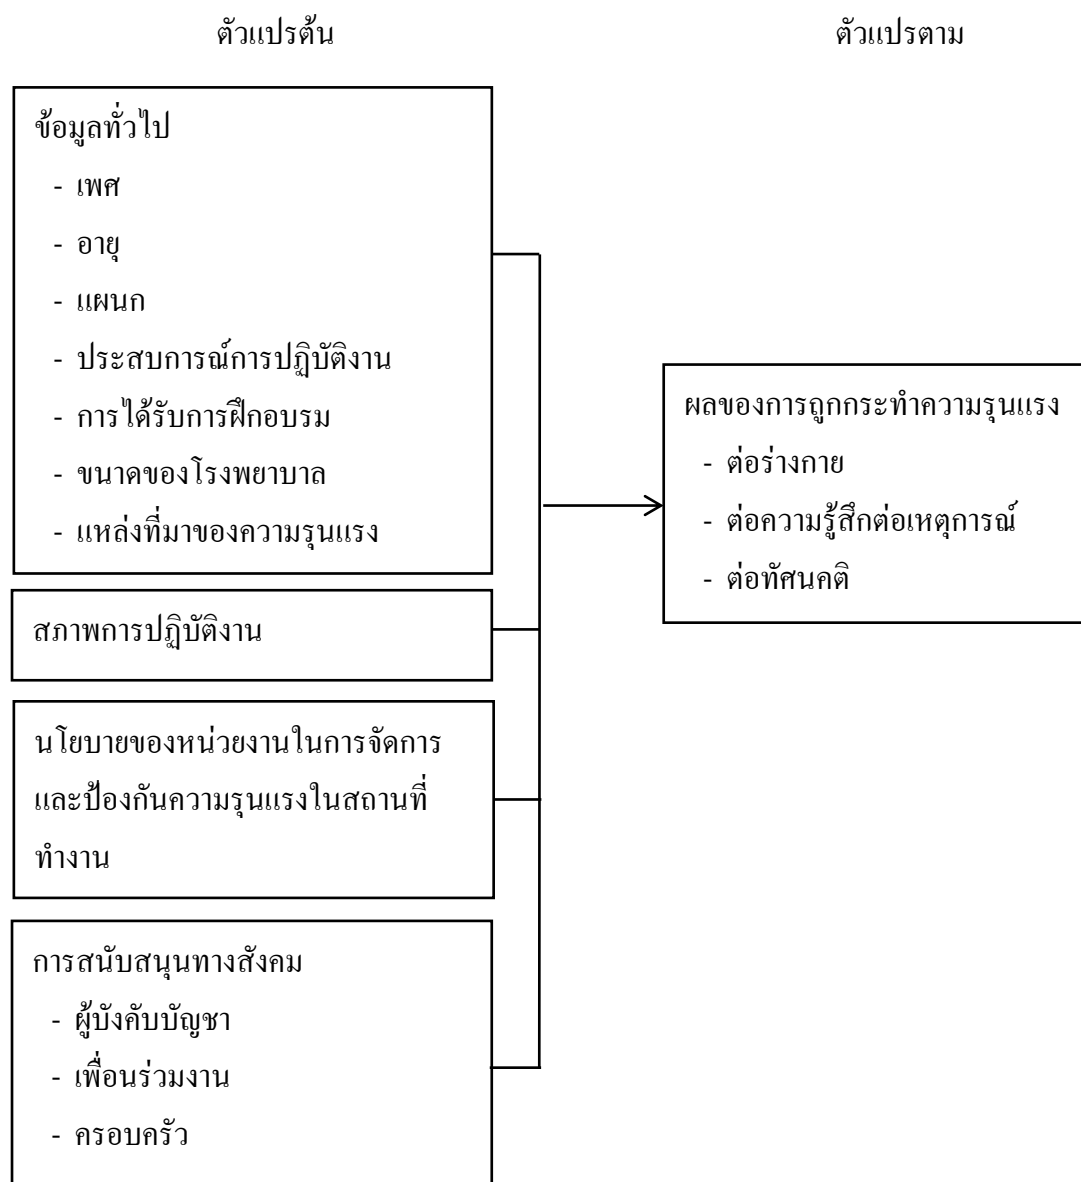 ตัวแปรต้น
ตัวแปรตาม
ข้อมูลทั่วไป
- เพศ
- อายุ
- แผนก
- ประสบการณ์การปฏิบัติงาน
- การได้รับการฝึกอบรม
- ขนาดของโรงพยาบาล
- แหล่งที่มาของความรุนแรง
สภาพการปฏิบัติงาน
นโยบายของหน่วยงานในการจัดการ
และป้องกันความรุนแรงในสถานที่
ทำงาน
การสนับสนุนทางสังคม
- ผู้บังคับบัญชา
- เพื่อนร่วมงาน
- ครอบครัว
ผลของการถูกกระทำความรุนแรง
- ต่อร่างกาย
- ต่อความรู้สึกต่อเหตุการณ์
- ต่อทัศนคติ